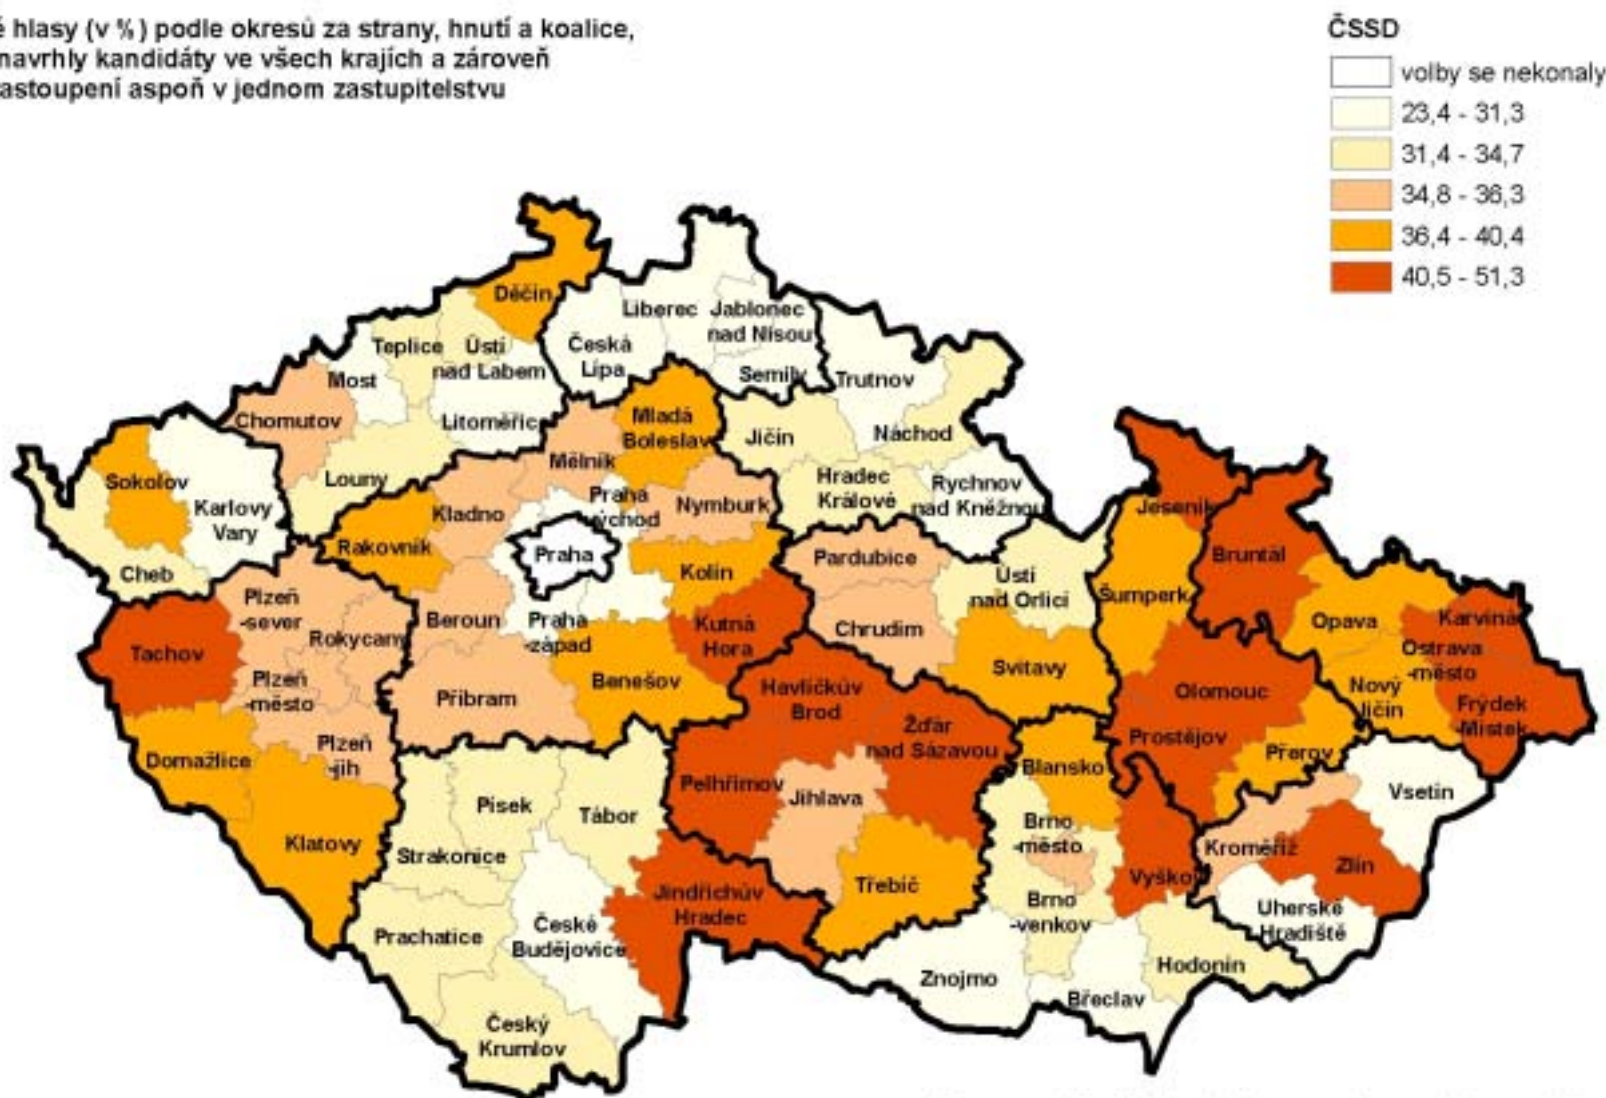 é hlasy (v %) podle okresů za strany, hnutí a koalice,
navrhly kandidáty ve všech krajích a zároveň
zastoupení aspoň v jednom zastupitelstvu
ČSSD
volby se nekonaly
23,4 - 31,3
31,4 - 34,7
34,8 - 36,3
36,4 - 40,4
40,5 - 51,3
Děčín
Liberec
Jablonec
nad Nisou
Teplice
Ústí
nad Labem
Česká
Lípa
Most
Semily
Trutnov
Chomutov
Litoměřice
Mladá
Boleslav
Jičín
Náchod
Mělník
Sokolov
Louny
Hradec
Králové
Rychnov
nad Kněžnou
Karlovy
Vary
Kladno
Praha
východ
Nymburk
Jeseník
Rakovník
Praha
Pardubice
Bruntál
Cheb
Kolín
Ústí
nad Orlicí
Šumperk
Plzeň
-sever
Rokycany
Beroun
Praha
-západ
Kutná
Hora
Chrudim
Opava
Karviná
Tachov
Ostrava
-město
Plzeň
-město
Příbram
Benešov
Svitavy
Olomouc
Nový
Jičín
Frýdek
-Místek
Havlíčkův
Brod
Žďár
nad Sázavou
Prostějov
Přerov
Domažlice
Plzeň
-jih
Blansko
Pelhřimov
Jihlava
Vsetín
Písek
Tábor
Brno
-město
Klatovy
Strakonice
Kroměříž
Zlín
Vyškov
Třebíč
Jindřichův
Hradec
Brno
-venkov
Uherské
Hradiště
Prachatice
České
Budějovice
Hodonín
Znojmo
Břeclav
Český
Krumlov